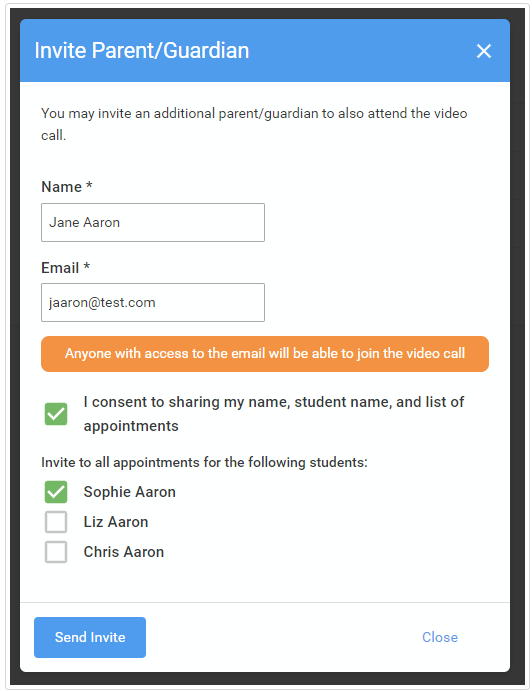 Invite Parent/Guardian
You may invite an additional parent/guardian to also attend the video
call.
Name *
Jane Aaron
Email *
jaaron@test.com
Anyone with access to the email will be able to join the video call
I consent to sharing my name, student name, and list of
appointments
Invite to all appointments for the following students:
Sophie Aaron
Liz Aaron
Chris Aaron
Send Invite
Close